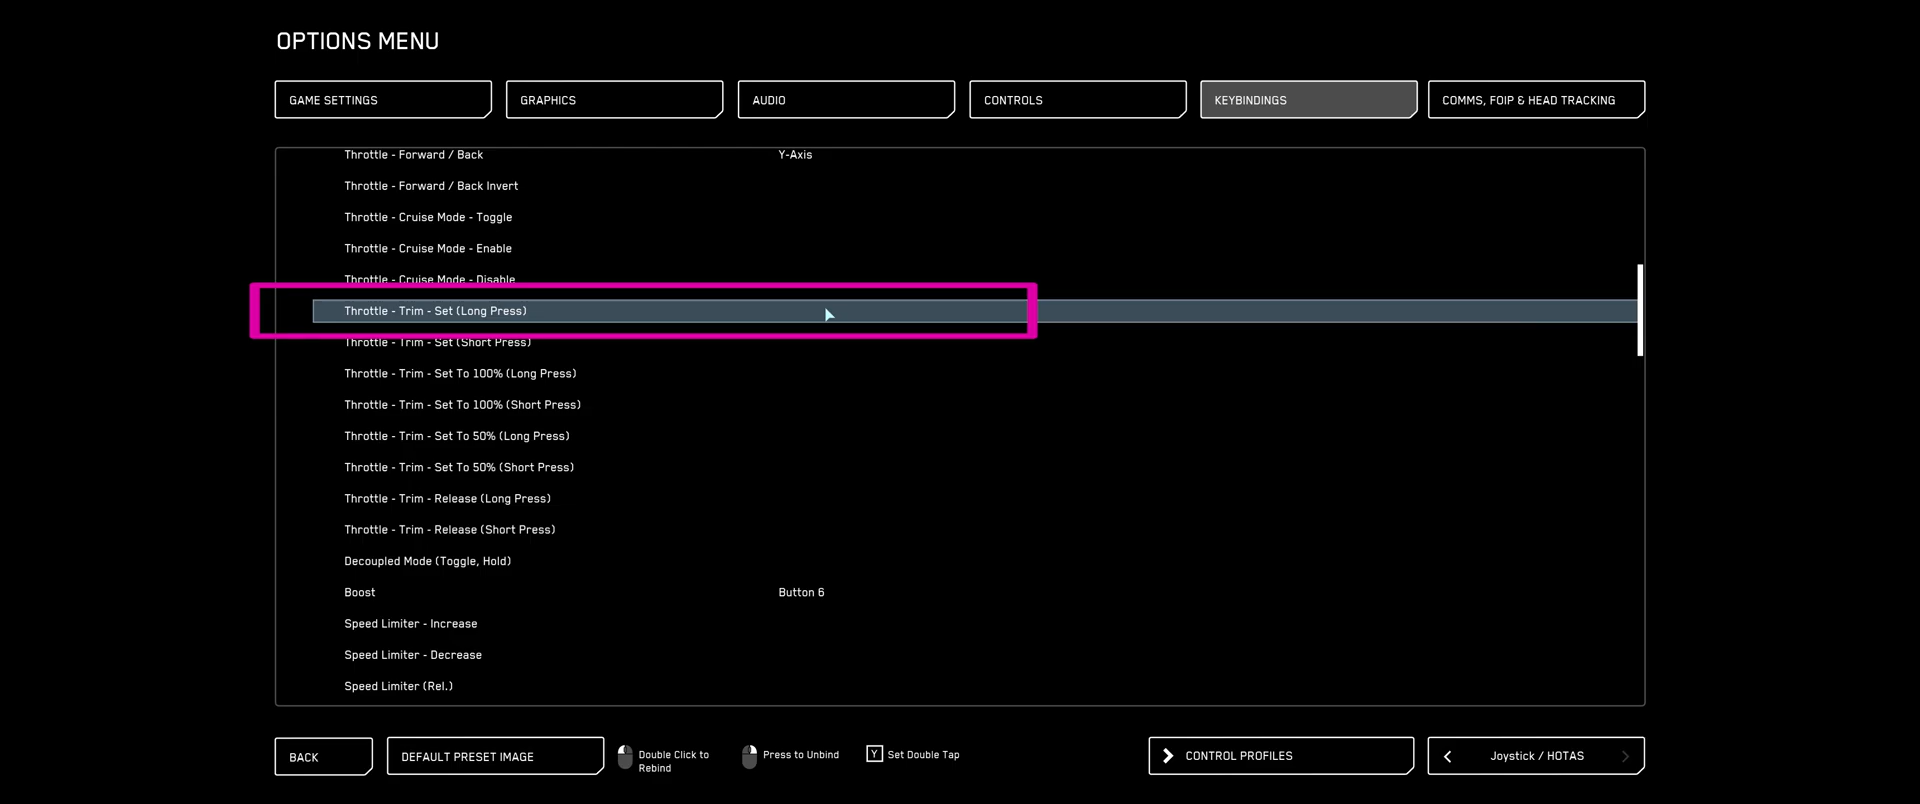 OPTIONS MENU
GAME SETTINGS
GRAPHICS
AUDIO
CONTROLS
KEYBINDINGS
COMMS, FOIP & HEAD TRACKING
Throttle - Forward / Back
Y-Axis
Throttle - Forward / Back Invert
Throttle - Cruise Mode - Toggle
Throttle - Cruise Mode - Enable
Throttle - Cruise Mode - Disable
Throttle - Trim - Set (Long Press)
Throttle - Trim - Set (Short Press)
Throttle - Trim - Set To 100% (Long Press)
Throttle - Trim - Set To 100% (Short Press)
Throttle - Trim - Set To 50% (Long Press)
Throttle - Trim - Set To 50% (Short Press)
Throttle - Trim - Release (Long Press)
Throttle - Trim - Release (Short Press)
Decoupled Mode (Toggle, Hold)
Boost
Button 6
Speed Limiter - Increase
Speed Limiter - Decrease
Speed Limiter (Rel.)
BACK
DEFAULT PRESET IMAGE
Double Click to
Rebind
Press to Unbind
Y
Set Double Tap
CONTROL PROFILES
Joystick / HOTAS